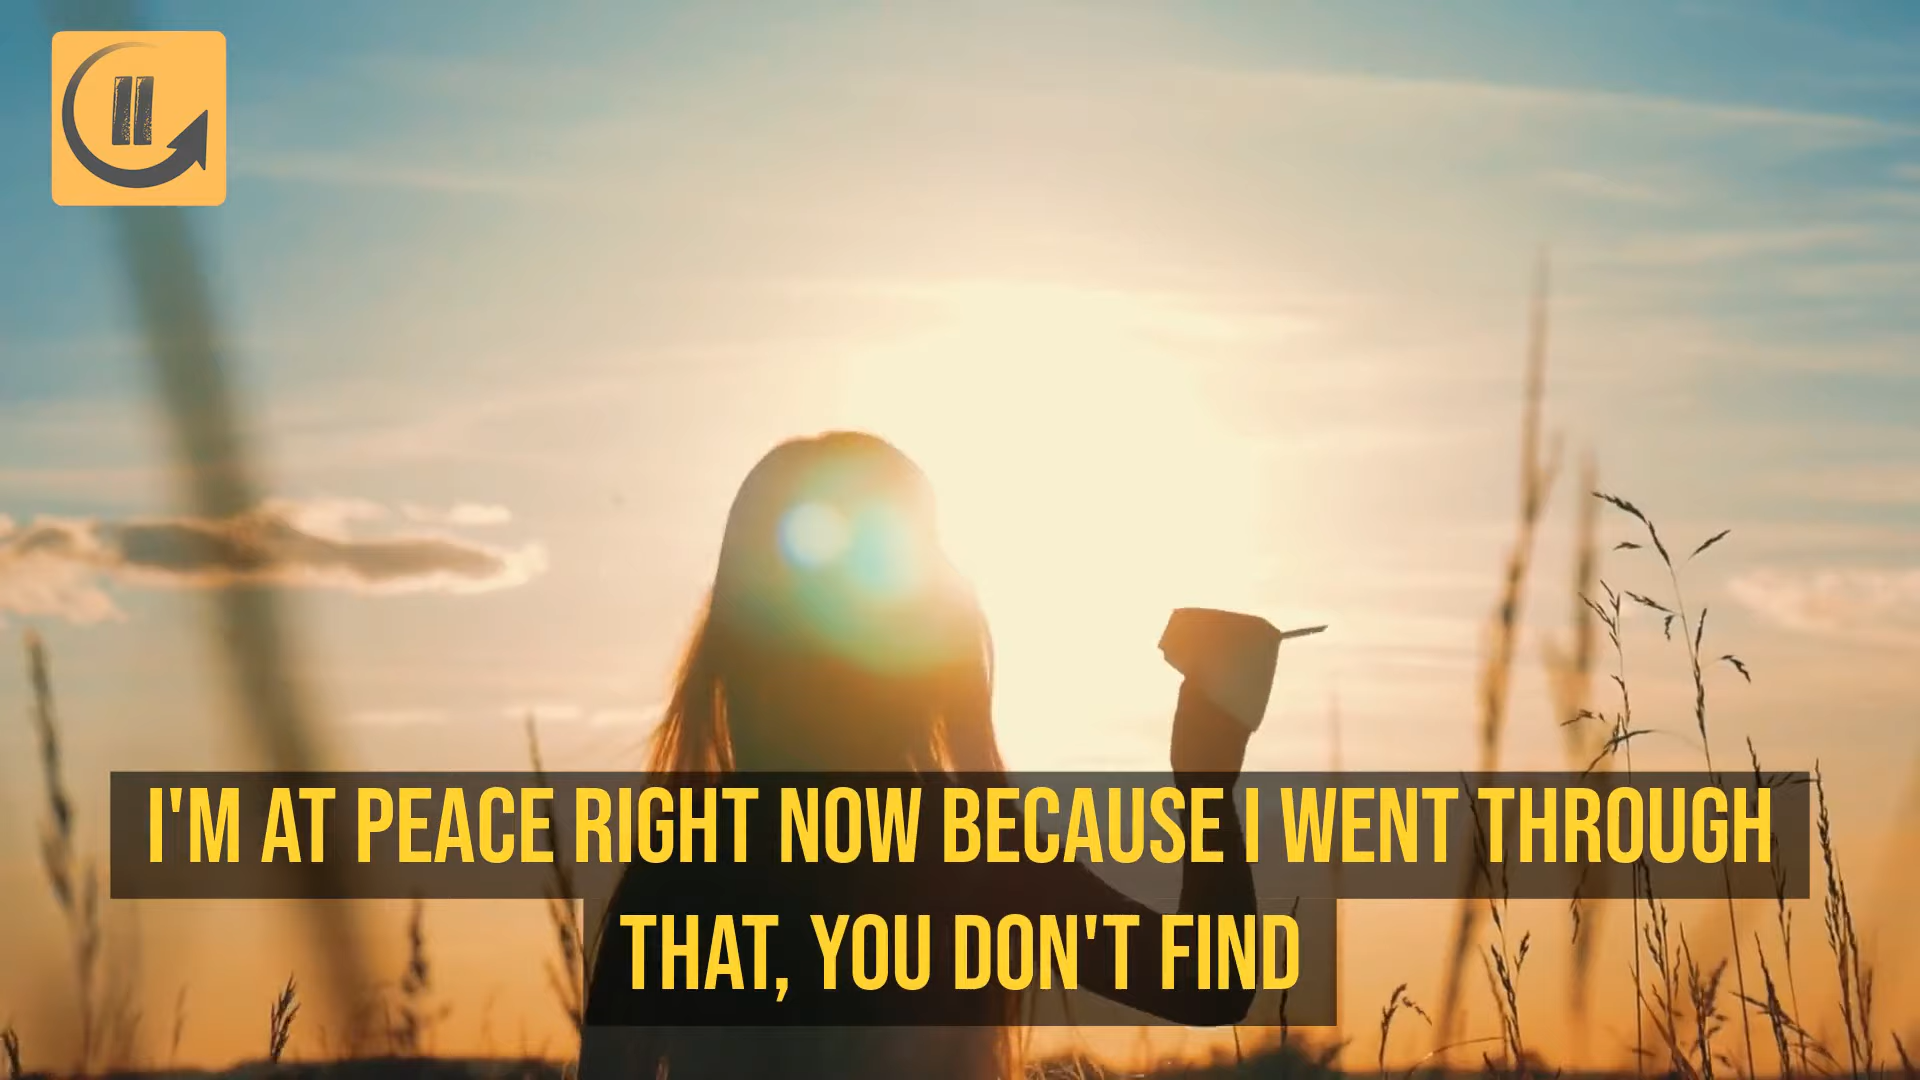 I'M AT PEACE RIGHT NOW BECAUSE I WENT THROUGH
THAT, YOU DON'T FIND